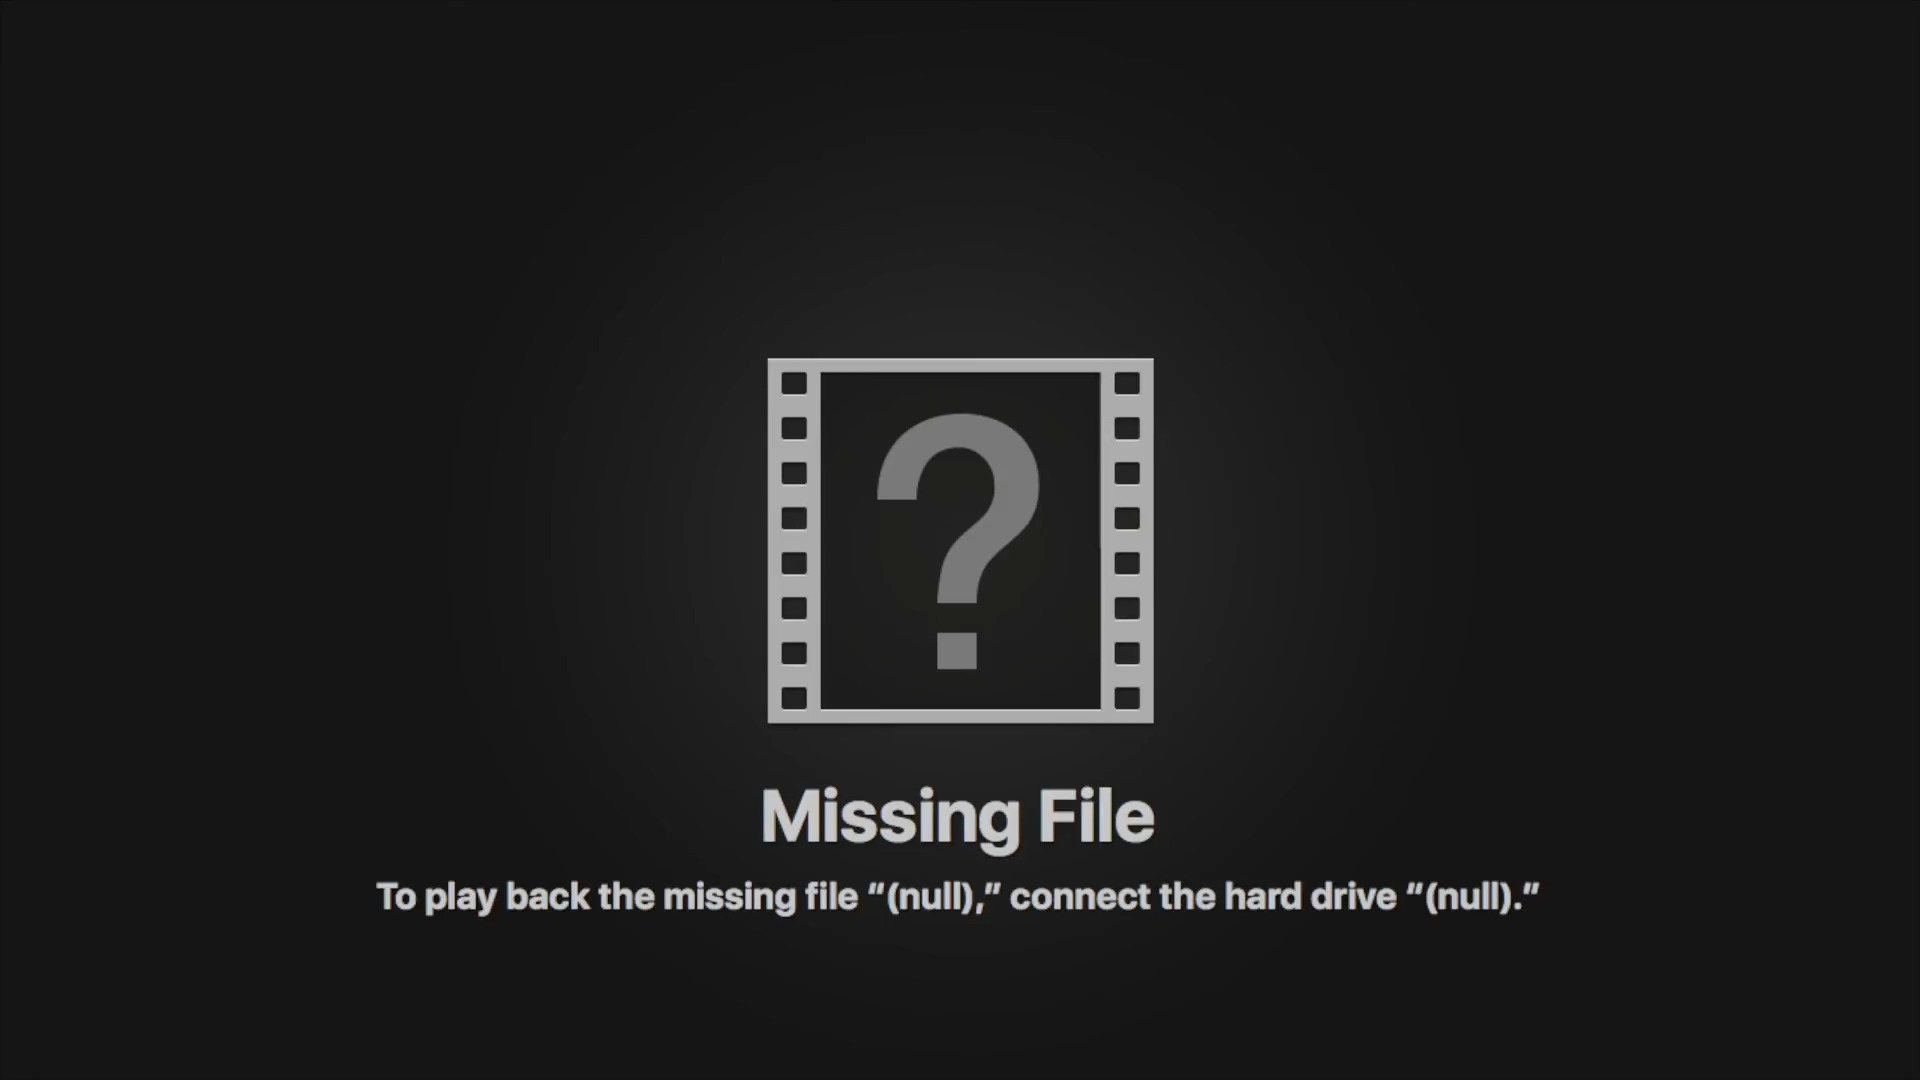 ?
Missing File
To play back the missing file “(null),” connect the hard drive “(null).”